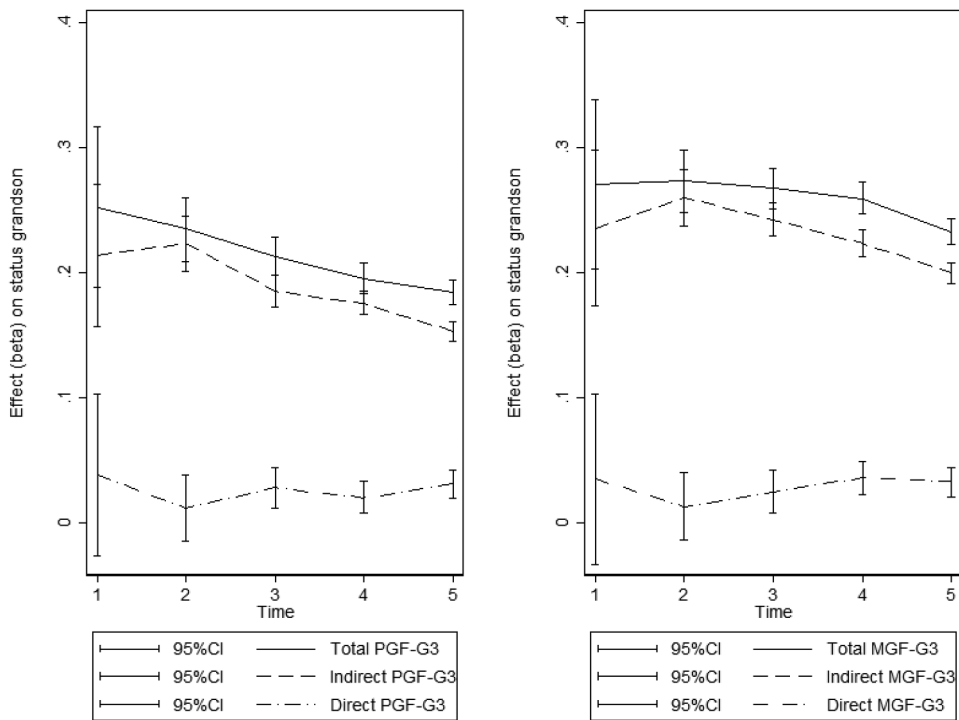 Effect (beta) on status grandson
.4
.3
.2
.1
0
1 2 3 4 5
Time
95%CI Total PGF-G3
95%CI Indirect PGF-G3
95%CI Direct PGF-G3
Effect (beta) on status grandson
.4
.3
.2
.1
0
1 2 3 4 5
Time
95%CI Total MGF-G3
95%CI Indirect MGF-G3
95%CI Direct MGF-G3